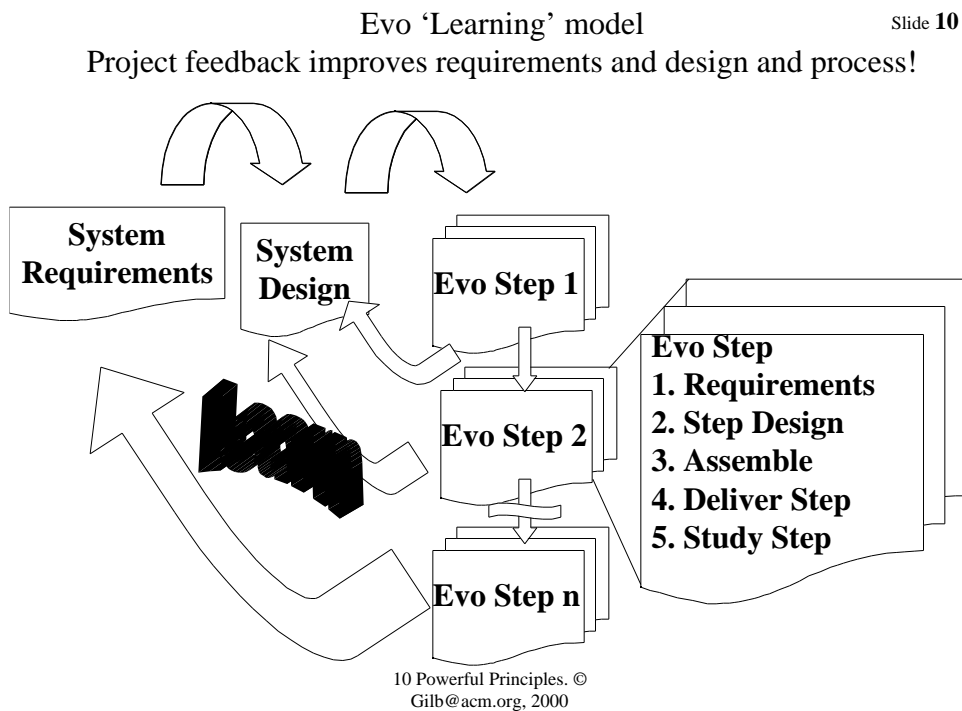 Evo ‘Learning’ model
Slide 10
Project feedback improves requirements and design and process!
System
Requirements
System
Design
Evo Step 1
Evo Step 2
Evo Step n
Evo Step
1. Requirements
2. Step Design
3. Assemble
4. Deliver Step
5. Study Step
10 Powerful Principles. ©
Gilb@acm.org, 2000